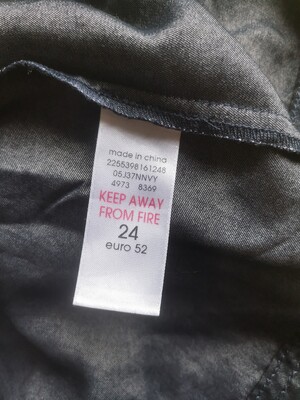 made in china
2255398161248
05J37NNVY
4973 8369
KEEP AWAY
FROM FIRE
24
euro 52